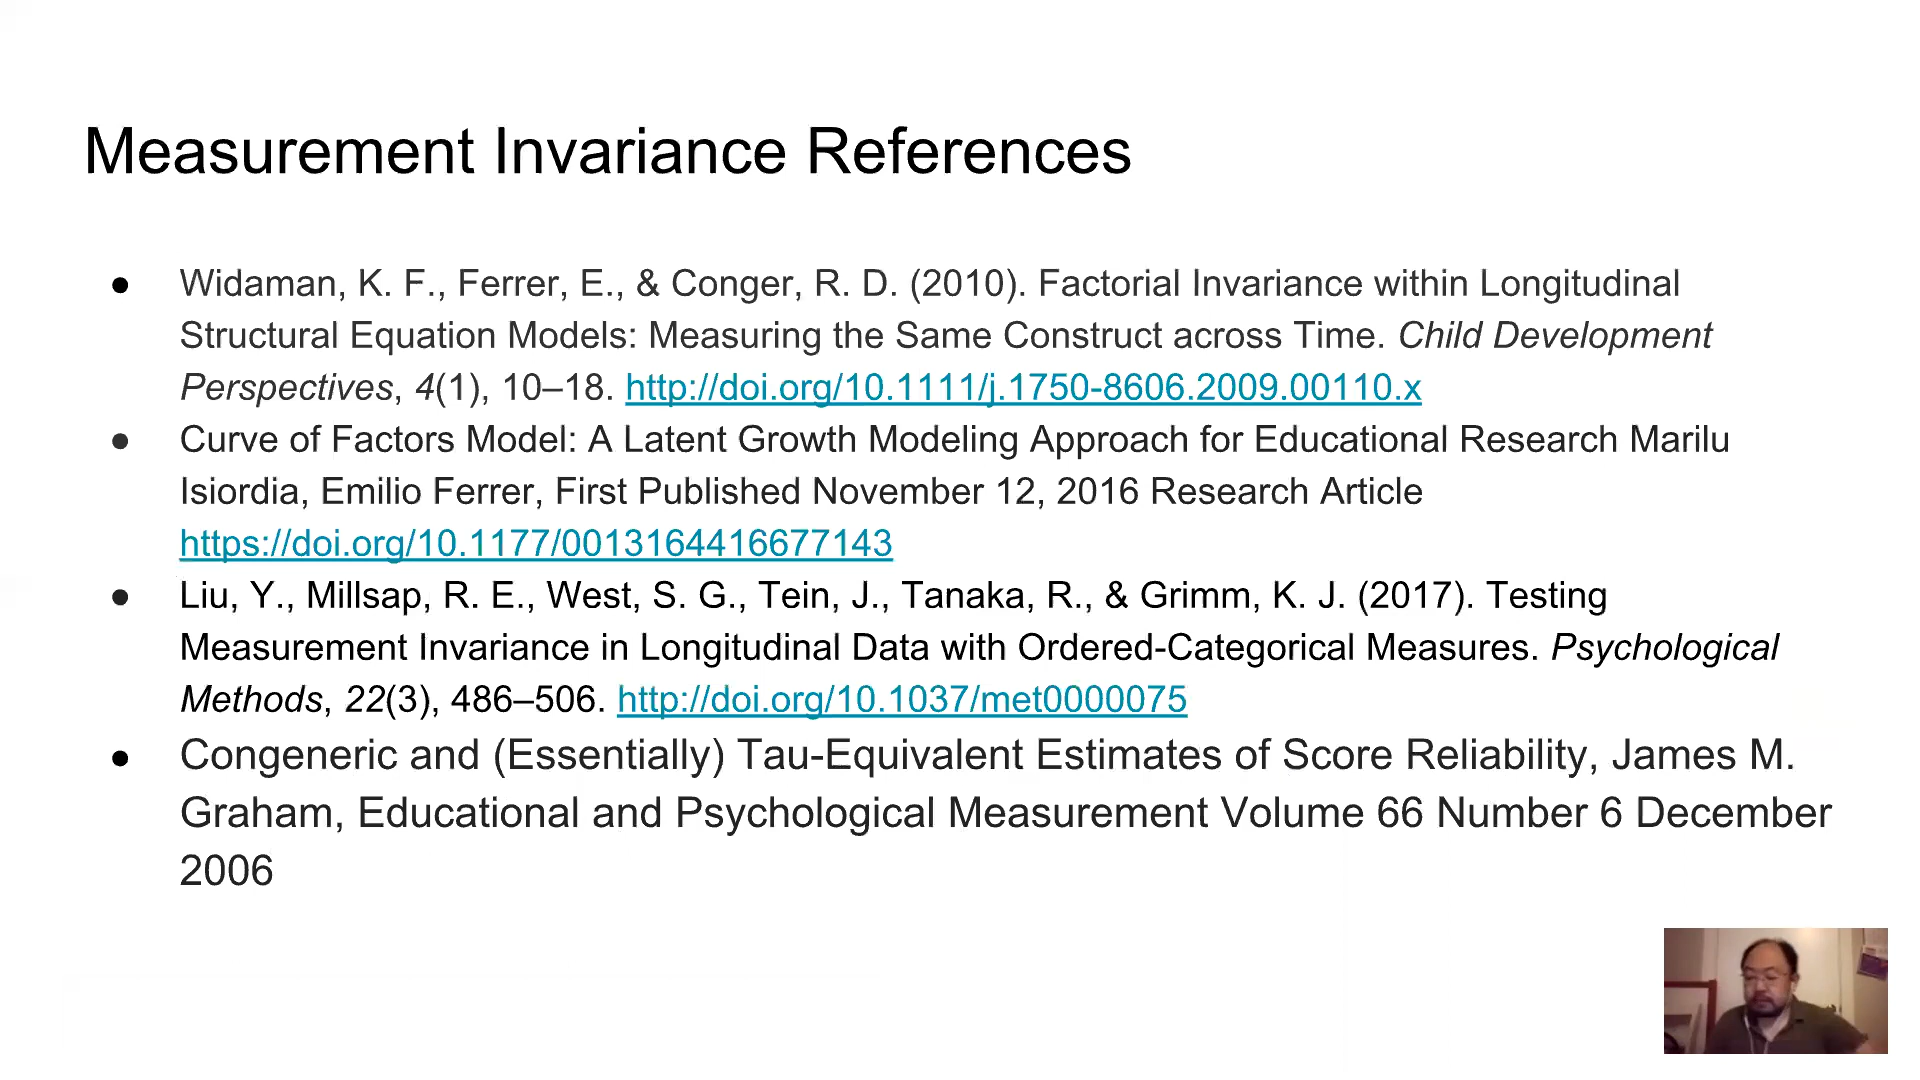 Measurement Invariance References
● Widaman, K. F., Ferrer, E., & Conger, R. D. (2010). Factorial Invariance within Longitudinal
Structural Equation Models: Measuring the Same Construct across Time. Child Development
Perspectives, 4(1), 10–18. http://doi.org/10.1111/j.1750-8606.2009.00110.x
● Curve of Factors Model: A Latent Growth Modeling Approach for Educational Research Marilu
Isiordia, Emilio Ferrer, First Published November 12, 2016 Research Article
https://doi.org/10.1177/0013164416677143
● Liu, Y., Millsap, R. E., West, S. G., Tein, J., Tanaka, R., & Grimm, K. J. (2017). Testing
Measurement Invariance in Longitudinal Data with Ordered-Categorical Measures. Psychological
Methods, 22(3), 486–506. http://doi.org/10.1037/met0000075
● Congeneric and (Essentially) Tau-Equivalent Estimates of Score Reliability, James M.
Graham, Educational and Psychological Measurement Volume 66 Number 6 December
2006